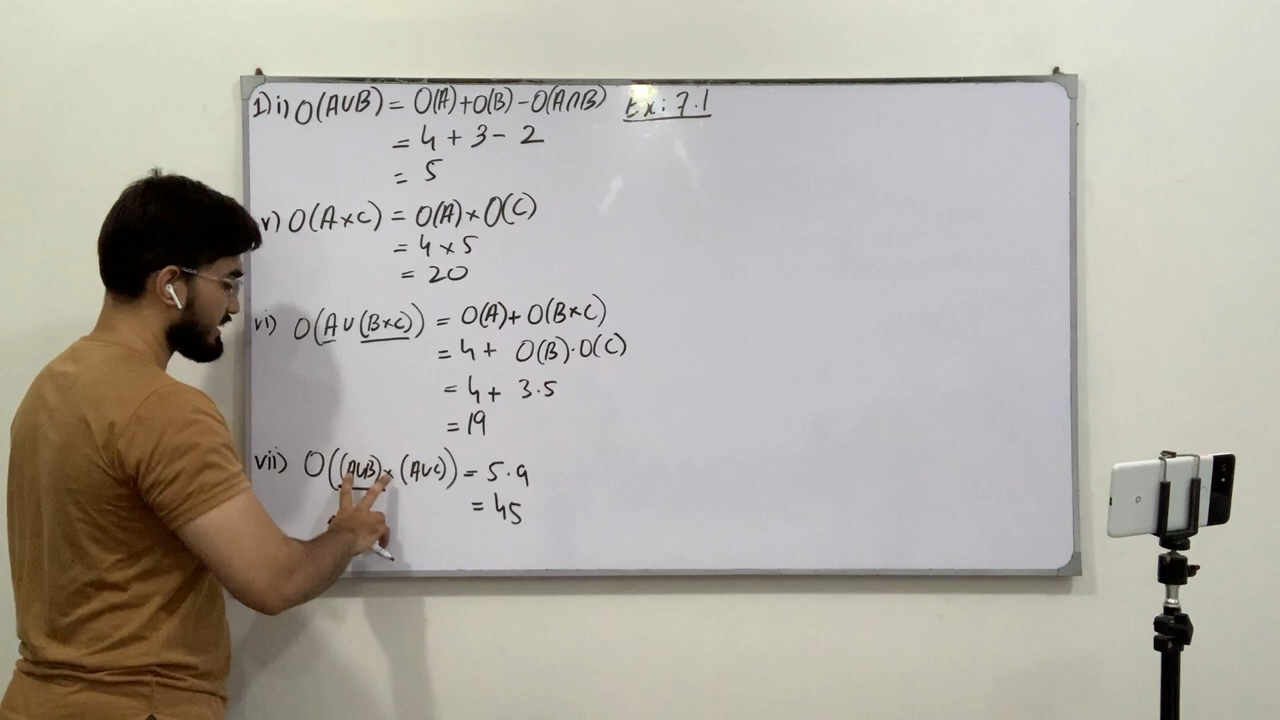 1) i) O(A∪B) = O(A)+O(B)-O(A∩B) Ex: 7.1
= 4 + 3 - 2
= 5
v) O(A×C) = O(A)×O(C)
= 4 × 5
= 20
vi) O(A∪(B×C)) = O(A)+ O(B×C)
= 4 + O(B)·O(C)
= 4 + 3·5
= 19
vii) O((A∪B)×(A∪C)) = 5·9
= 45